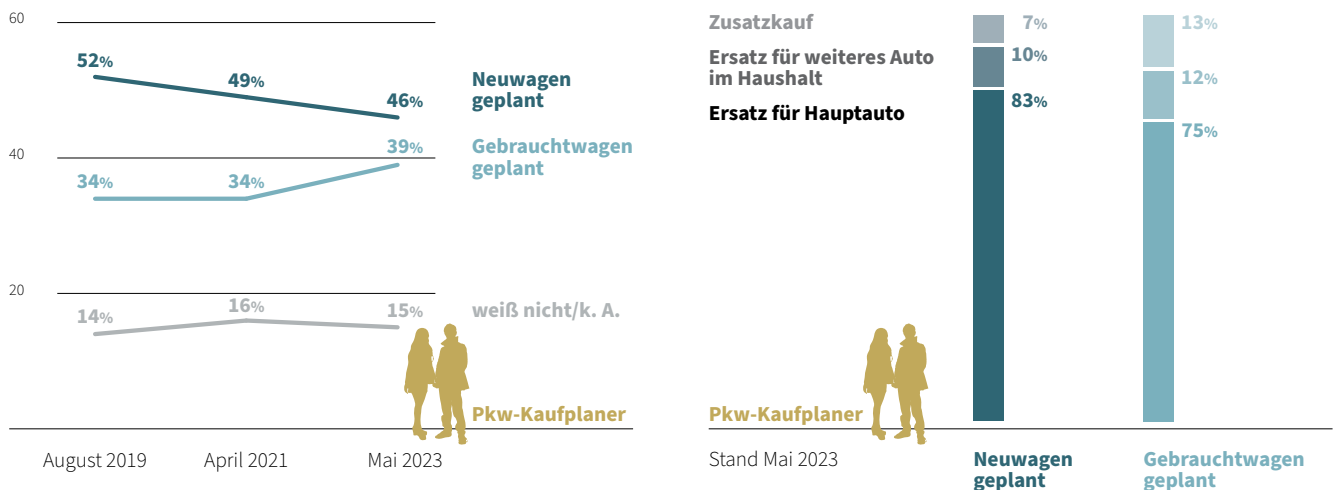 60
52%
49%
46%
Neuwagen
geplant
40
34%
34%
39%
Gebrauchtwagen
geplant
20
14%
16%
15%
weiß nicht/k. A.
Pkw-Kaufplaner
August 2019
April 2021
Mai 2023
Zusatzkauf
7%
13%
Ersatz für weiteres Auto
im Haushalt
10%
12%
Ersatz für Hauptauto
83%
75%
Pkw-Kaufplaner
Stand Mai 2023
Neuwagen
geplant
Gebrauchtwagen
geplant